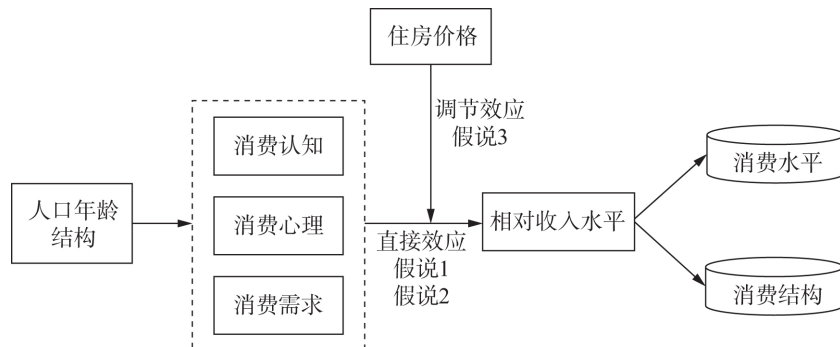 住房价格
调节效应
假说3
消费认知
消费水平
人口年龄
结构
消费心理
相对收入水平
直接效应
假说1
假说2
消费需求
消费结构